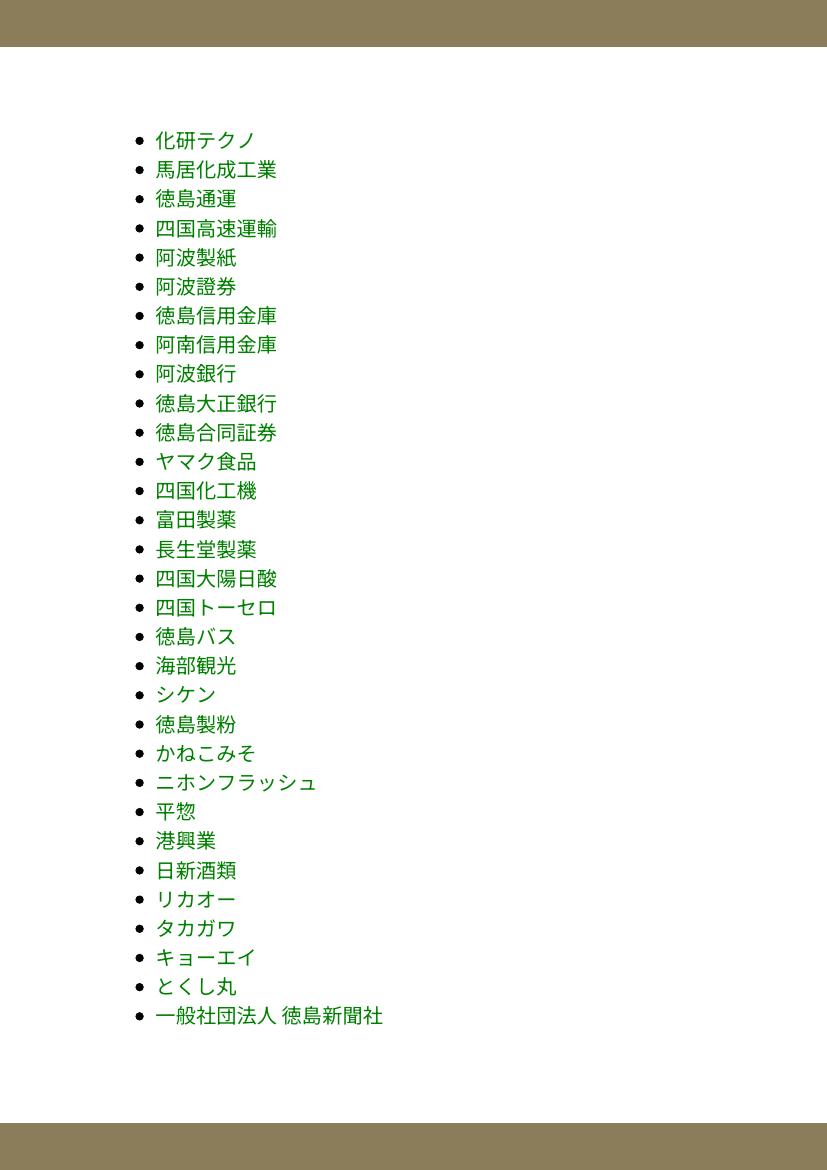 • 化研テクノ
• 馬居化成工業
• 徳島通運
• 四国高速運輸
• 阿波製紙
• 阿波證券
• 徳島信用金庫
• 阿南信用金庫
• 阿波銀行
• 徳島大正銀行
• 徳島合同証券
• ヤマク食品
• 四国化工機
• 富田製薬
• 長生堂製薬
• 四国大陽日酸
• 四国トーセロ
• 徳島バス
• 海部観光
• シケン
• 徳島製粉
• かねこみそ
• ニホンフラッシュ
• 平惣
• 港興業
• 日新酒類
• リカオー
• タカガワ
• キョーエイ
• とくし丸
• 一般社団法人 徳島新聞社